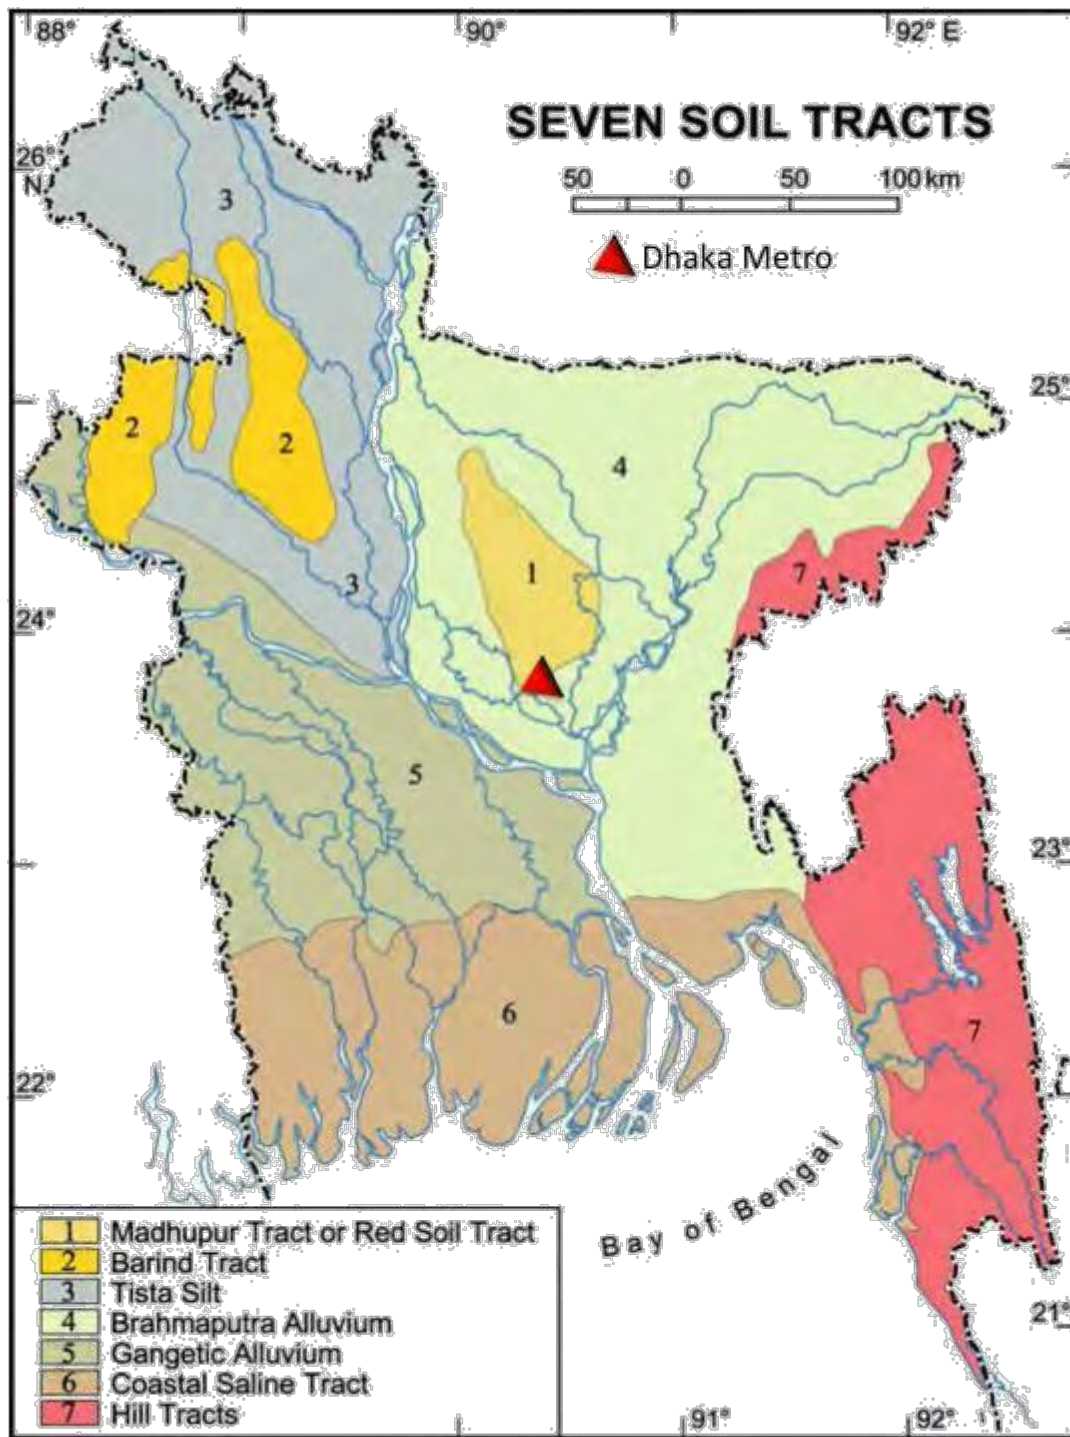 88° 90° 92° E
SEVEN SOIL TRACTS
26°
N
50 0 50 100 km
Dhaka Metro
3
25°
2 2 4
1
3 7
24°
5
23°
6 7
22°
Bay of Bengal
21°
1 Madhupur Tract or Red Soil Tract
2 Barind Tract
3 Tista Silt
4 Brahmaputra Alluvium
5 Gangetic Alluvium
6 Coastal Saline Tract
7 Hill Tracts
91° 92°